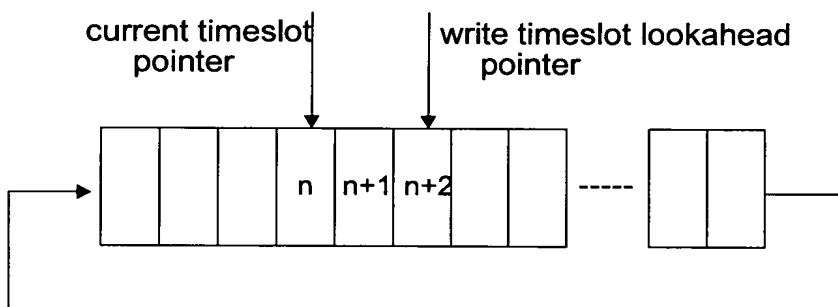 current timeslot
pointer
write timeslot lookahead
pointer
n n+1 n+2